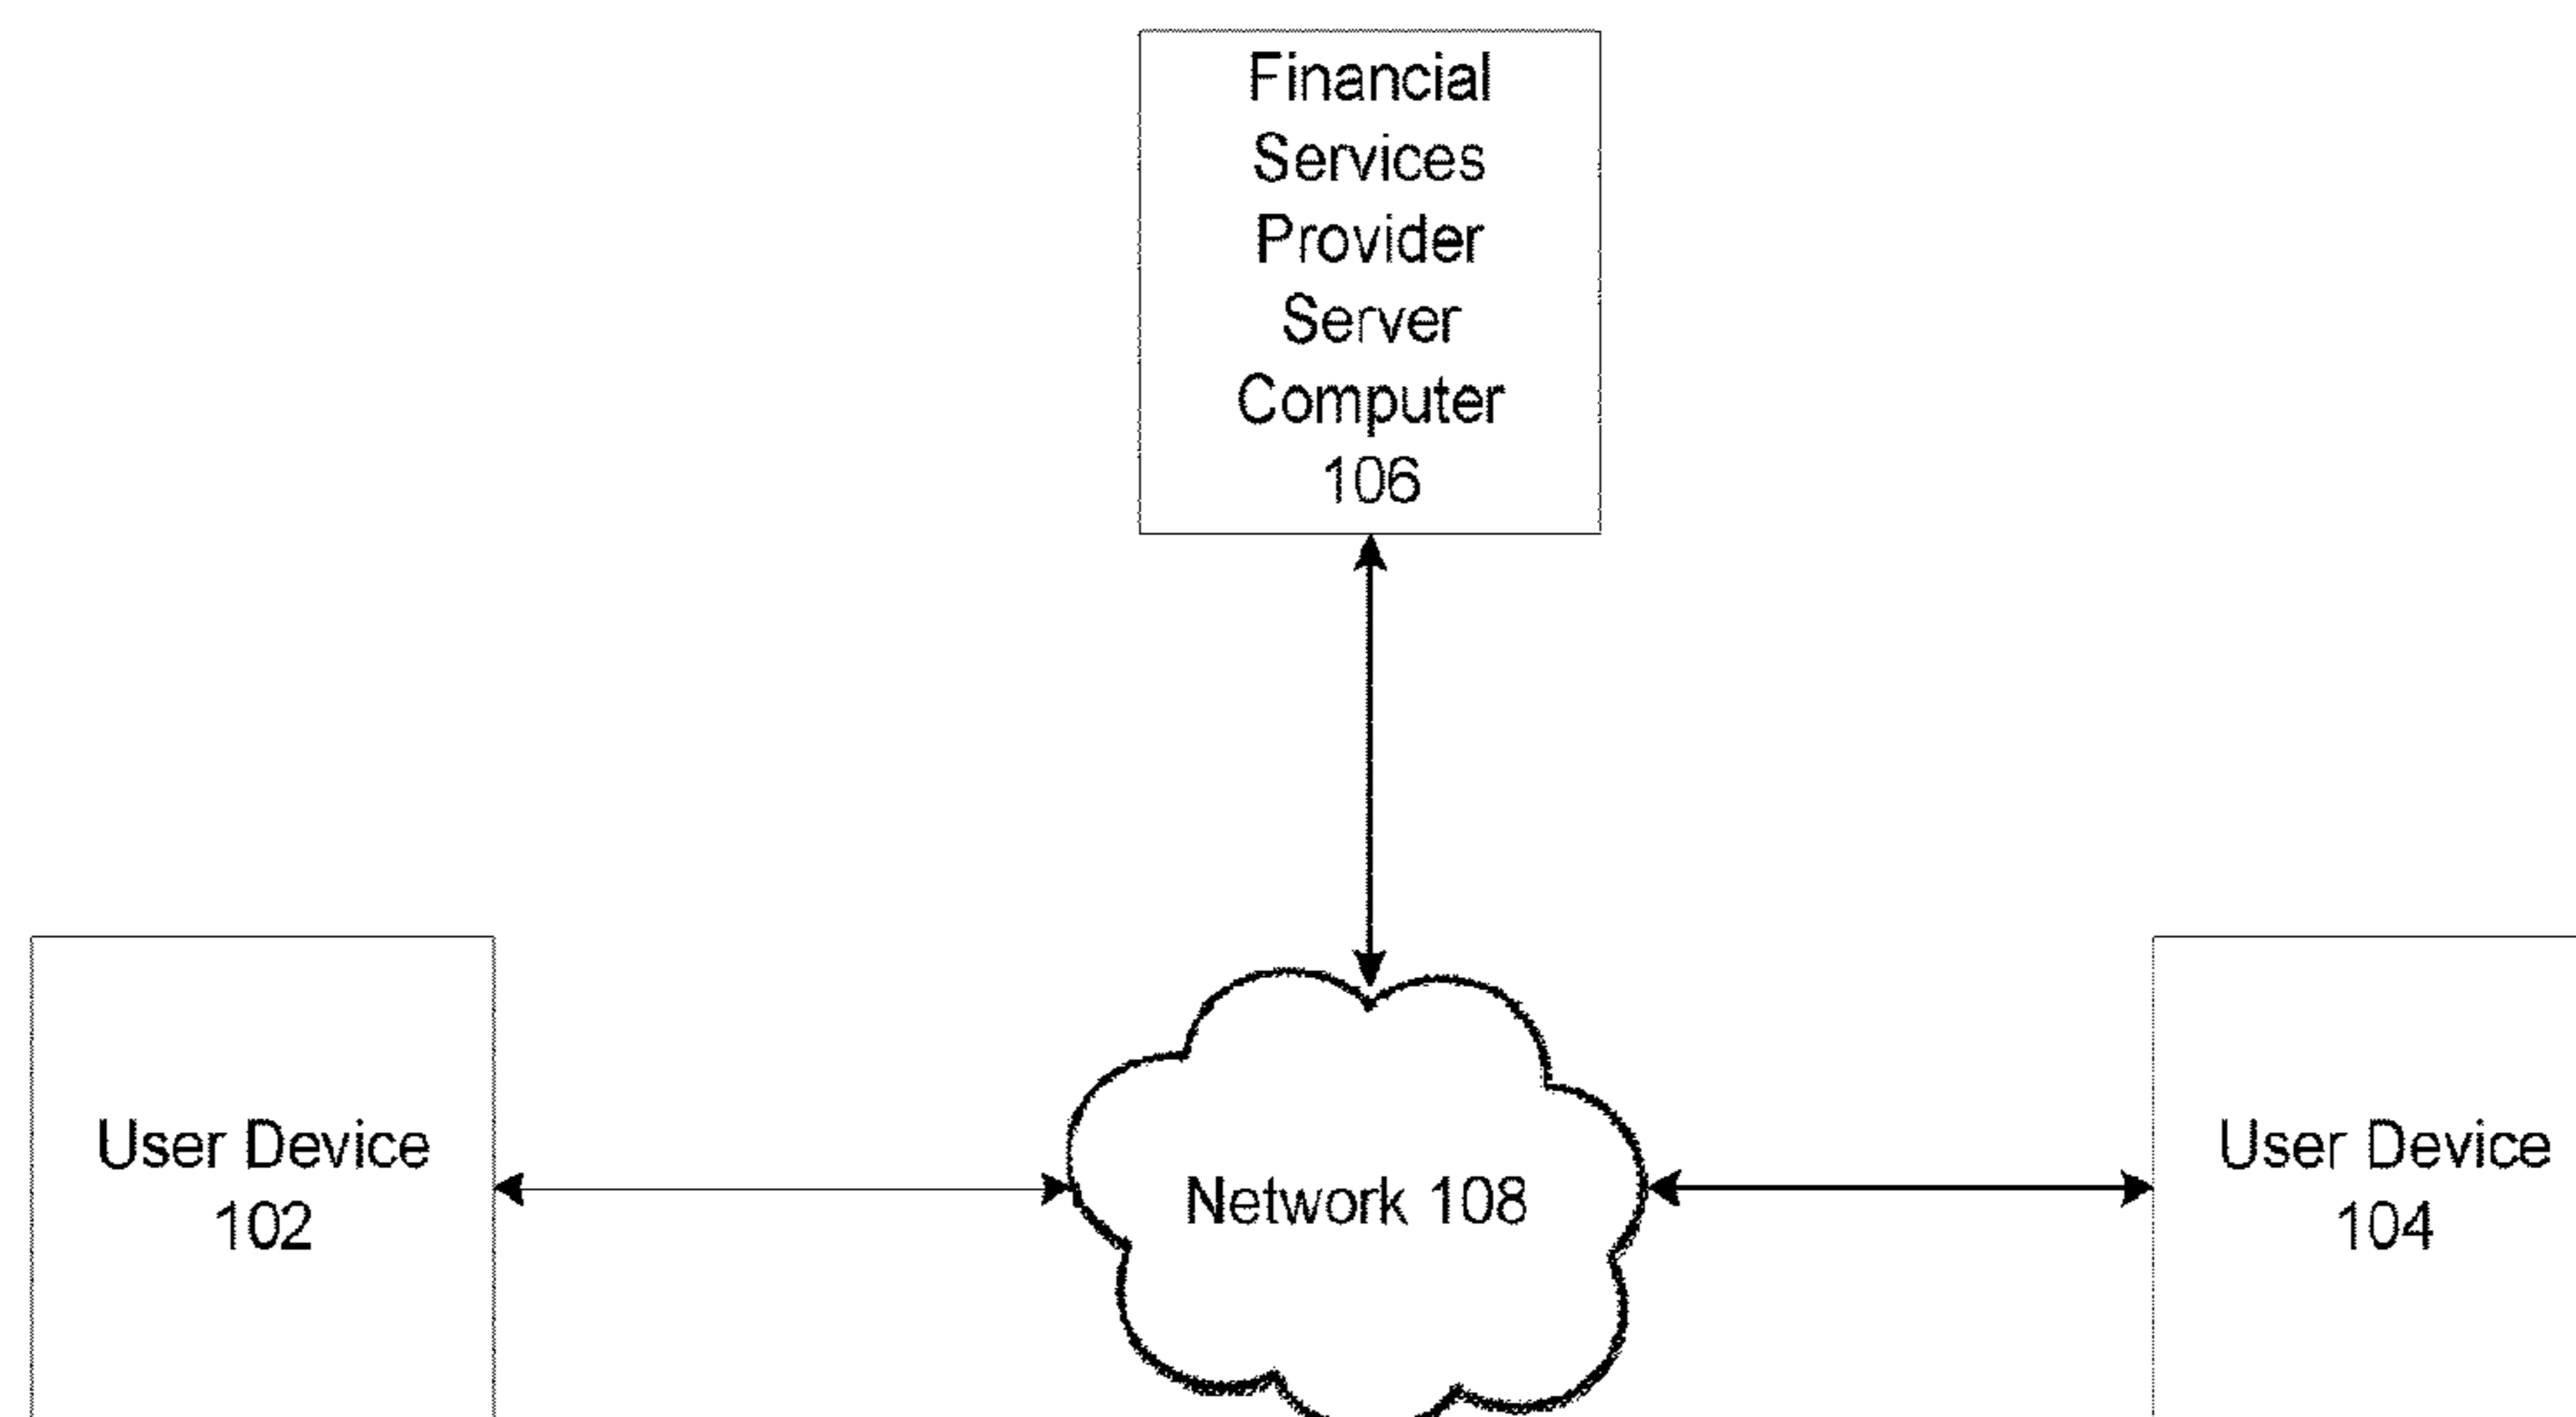 Financial
Services
Provider
Server
Computer
106
User Device
102
Network 108
User Device
104